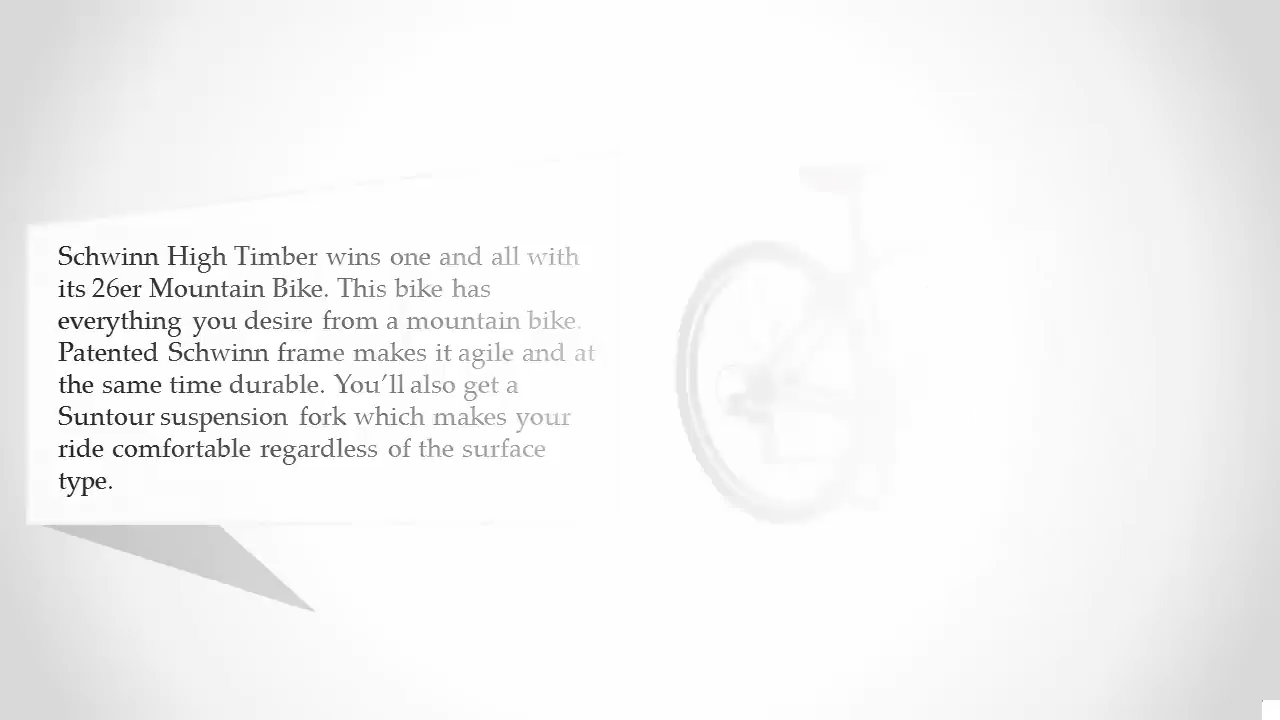 Schwinn High Timber wins one and all with
its 26er Mountain Bike. This bike has
everything you desire from a mountain bike.
Patented Schwinn frame makes it agile and at
the same time durable. You’ll also get a
Suntour suspension fork which makes your
ride comfortable regardless of the surface
type.